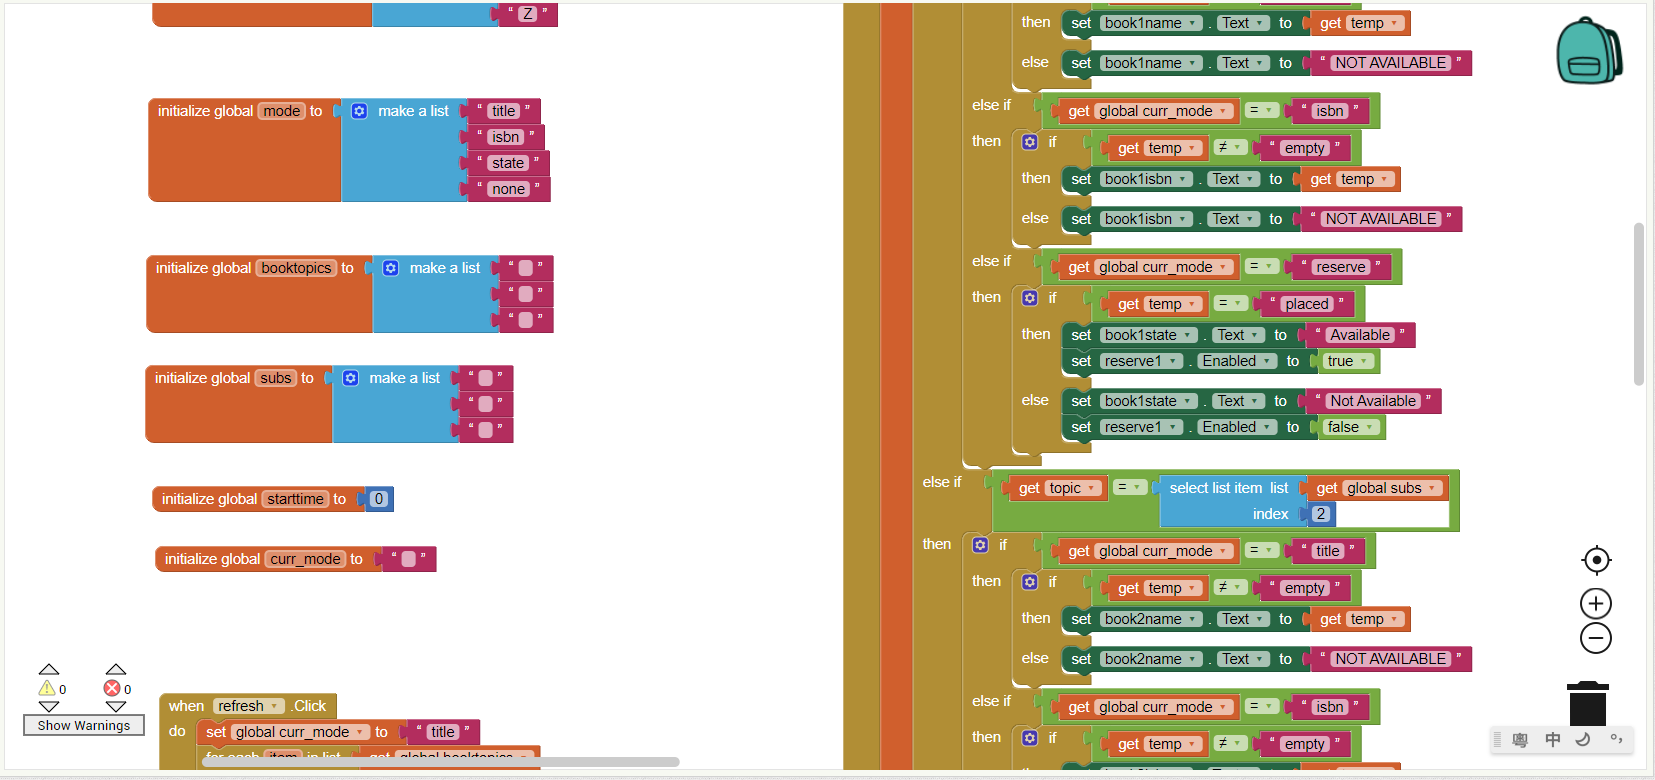 “ Z ”
initialize global mode to make a list “ title ”
“ isbn ”
“ state ”
“ none ”
initialize global booktopics to make a list “ ”
“ ”
“ ”
initialize global subs to make a list “ ”
“ ”
“ ”
initialize global starttime to 0
initialize global curr_mode to “ ”
when refresh .Click
do set global curr_mode to “ title ”
for each item in list get global booktopics
0 0
Show Warnings
then set book1name . Text to get temp
else set book1name . Text to “ NOT AVAILABLE ”
else if get global curr_mode = “ isbn ”
then if get temp ≠ “ empty ”
then set book1isbn . Text to get temp
else set book1isbn . Text to “ NOT AVAILABLE ”
else if get global curr_mode = “ reserve ”
then if get temp = “ placed ”
then set book1state . Text to “ Available ”
set reserve1 . Enabled to true
else set book1state . Text to “ Not Available ”
set reserve1 . Enabled to false
else if get topic = select list item list get global subs
index 2
then if get global curr_mode = “ title ”
then if get temp ≠ “ empty ”
then set book2name . Text to get temp
else set book2name . Text to “ NOT AVAILABLE ”
else if get global curr_mode = “ isbn ”
then if get temp ≠ “ empty ”
粤 中